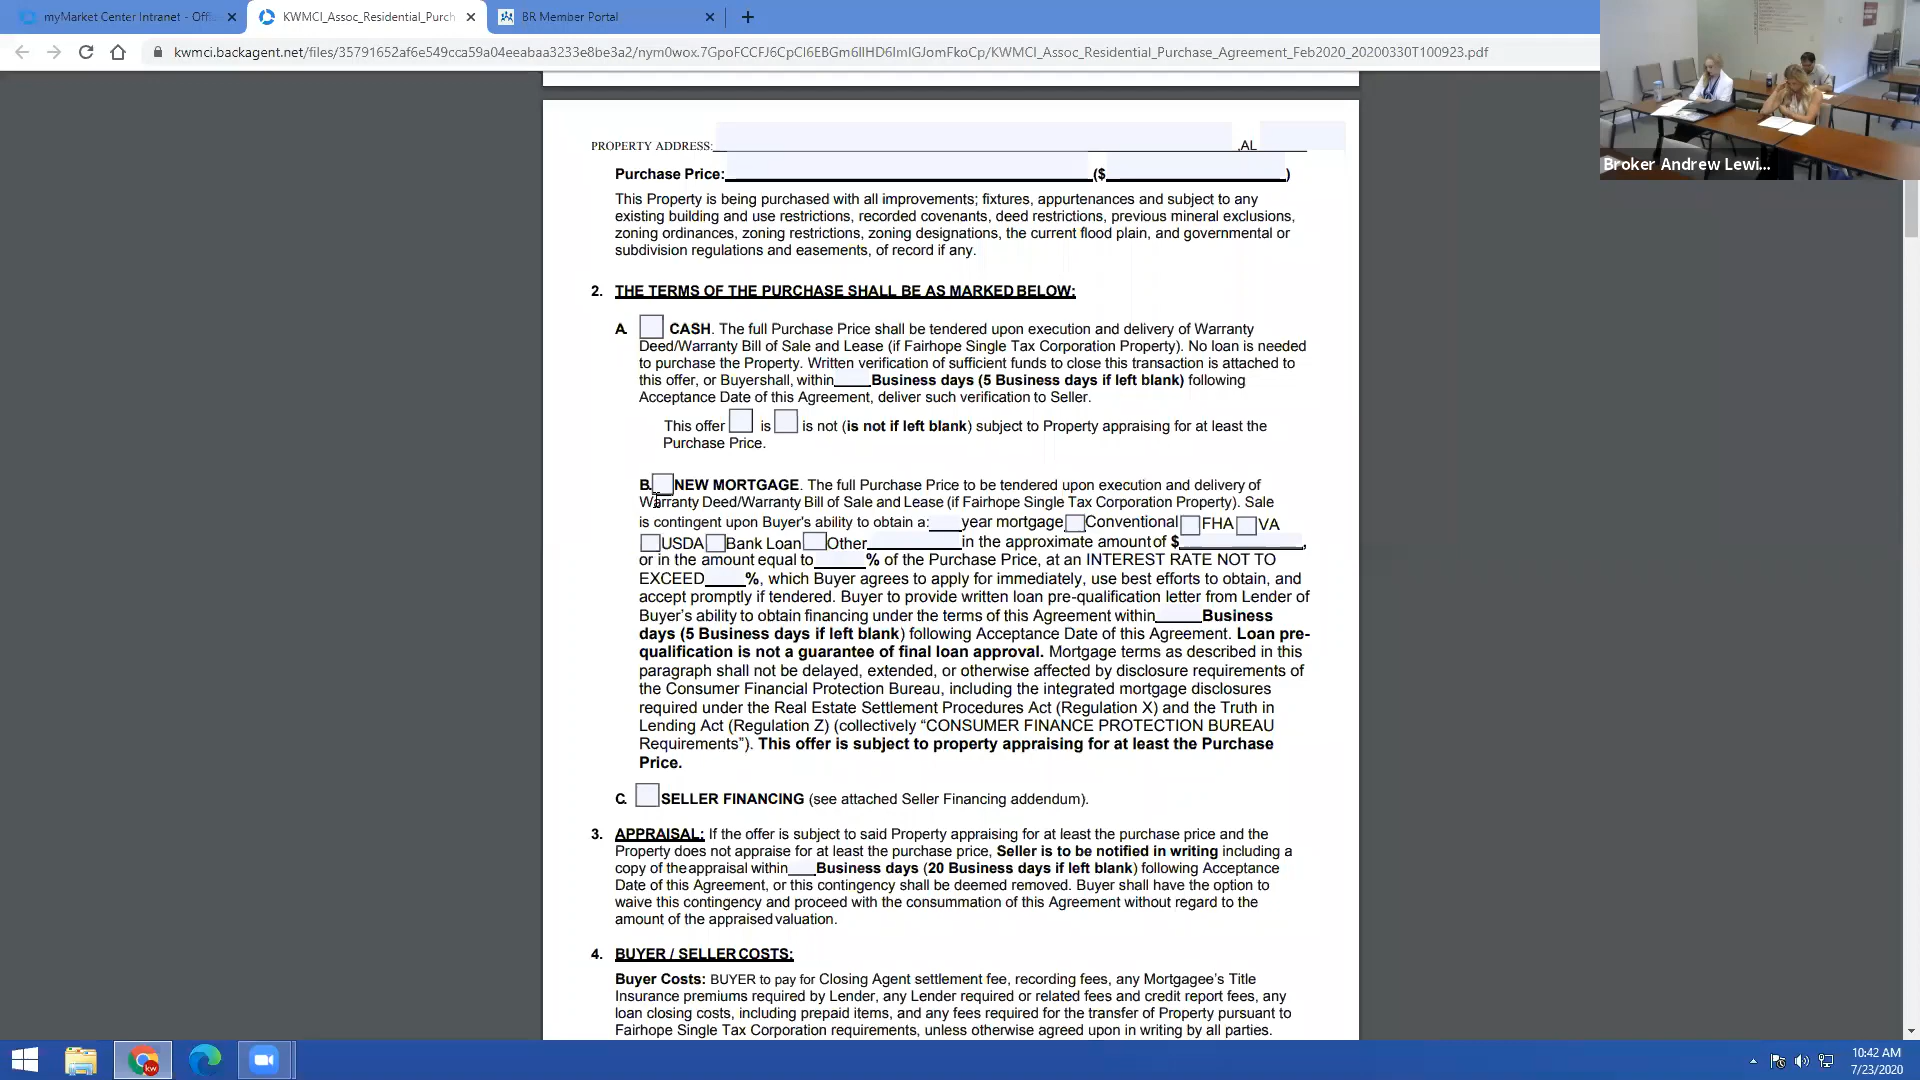 myMarket Center Intranet - Offi
KWMCI_Assoc_Residential_Purch
BR Member Portal
kwmci.backagent.net/files/35791652af6e549cca59a04eeabaa3233e8be3a2/nym0wox.7GpoFCCFJ6CpCl6EBGm6IIHD6ImIGJomFkoCp/KWMCI_Assoc_Residential_Purchase_Agreement_Feb2020_20200330T100923.pdf
Broker Andrew Lewi...
PROPERTY ADDRESS: ,AL
Purchase Price: ($ )
This Property is being purchased with all improvements; fixtures, appurtenances and subject to any
existing building and use restrictions, recorded covenants, deed restrictions, previous mineral exclusions,
zoning ordinances, zoning restrictions, zoning designations, the current flood plain, and governmental or
subdivision regulations and easements, of record if any.
2. THE TERMS OF THE PURCHASE SHALL BE AS MARKED BELOW:
A. CASH. The full Purchase Price shall be tendered upon execution and delivery of Warranty
Deed/Warranty Bill of Sale and Lease (if Fairhope Single Tax Corporation Property). No loan is needed
to purchase the Property. Written verification of sufficient funds to close this transaction is attached to
this offer, or Buyershall, within____Business days (5 Business days if left blank) following
Acceptance Date of this Agreement, deliver such verification to Seller.
This offer is is not (is not if left blank) subject to Property appraising for at least the
Purchase Price.
B. NEW MORTGAGE. The full Purchase Price to be tendered upon execution and delivery of
Warranty Deed/Warranty Bill of Sale and Lease (if Fairhope Single Tax Corporation Property). Sale
is contingent upon Buyer's ability to obtain a:____year mortgage Conventional FHA VA
USDA Bank Loan Other__________in the approximate amount of $______________,
or in the amount equal to______% of the Purchase Price, at an INTEREST RATE NOT TO
EXCEED_____%, which Buyer agrees to apply for immediately, use best efforts to obtain, and
accept promptly if tendered. Buyer to provide written loan pre-qualification letter from Lender of
Buyer's ability to obtain financing under the terms of this Agreement within_____Business
days (5 Business days if left blank) following Acceptance Date of this Agreement. Loan pre-
qualification is not a guarantee of final loan approval. Mortgage terms as described in this
paragraph shall not be delayed, extended, or otherwise affected by disclosure requirements of
the Consumer Financial Protection Bureau, including the integrated mortgage disclosures
required under the Real Estate Settlement Procedures Act (Regulation X) and the Truth in
Lending Act (Regulation Z) (collectively “CONSUMER FINANCE PROTECTION BUREAU
Requirements”). This offer is subject to property appraising for at least the Purchase
Price.
C. SELLER FINANCING (see attached Seller Financing addendum).
3. APPRAISAL: If the offer is subject to said Property appraising for at least the purchase price and the
Property does not appraise for at least the purchase price, Seller is to be notified in writing including a
copy of the appraisal within___Business days (20 Business days if left blank) following Acceptance
Date of this Agreement, or this contingency shall be deemed removed. Buyer shall have the option to
waive this contingency and proceed with the consummation of this Agreement without regard to the
amount of the appraised valuation.
4. BUYER / SELLER COSTS:
Buyer Costs: BUYER to pay for Closing Agent settlement fee, recording fees, any Mortgagee's Title
Insurance premiums required by Lender, any Lender required or related fees and credit report fees, any
loan closing costs, including prepaid items, and any fees required for the transfer of Property pursuant to
Fairhope Single Tax Corporation requirements, unless otherwise agreed upon in writing by all parties.
kw
10:42 AM
7/23/2020